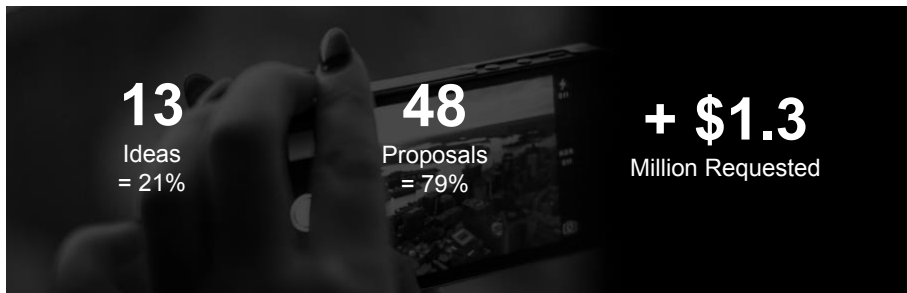 13
Ideas
= 21%
48
Proposals
= 79%
+ $1.3
Million Requested